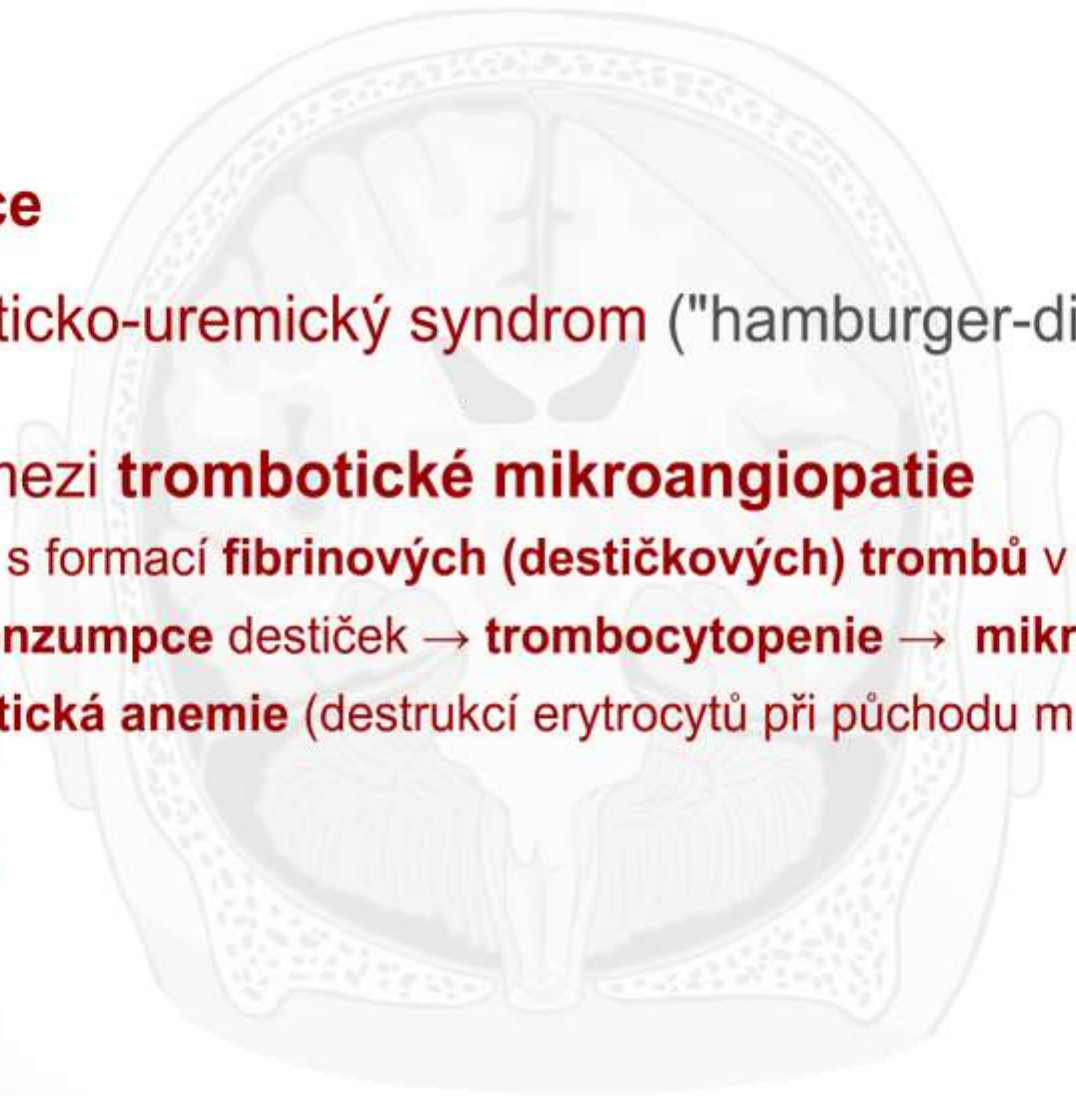 ce
ticko-uremický syndrom ("hamburger-di
nezi trombotické mikroangiopatie
s formací fibrinových (destičkových) trombů v
nzumpce destiček → trombocytopenie → mikr
tická anemie (destrukcí erytrocytů při půchodu m